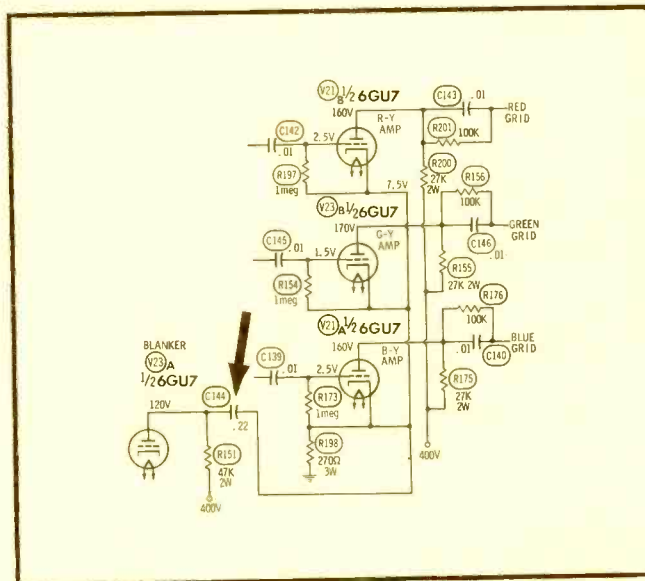 V21 B 1/2 6GU7
160V
R-Y
AMP
C142
.01
2.5V
R197
1meg
7.5V
C143
.01
RED
GRID
R201
100K
R200
27K
2W
V23 B 1/2 6GU7
170V
G-Y
AMP
C145
.01
1.5V
R154
1meg
R156
100K
C146
.01
GREEN
GRID
R155
27K 2W
V21 A 1/2 6GU7
160V
B-Y
AMP
C139
.01
2.5V
R173
1meg
R198
270Ω
3W
R176
100K
.01
C140
BLUE
GRID
R175
27K
2W
400V
BLANKER
V23 A
1/2 6GU7
120V
C144
.22
R151
47K
2W
400V